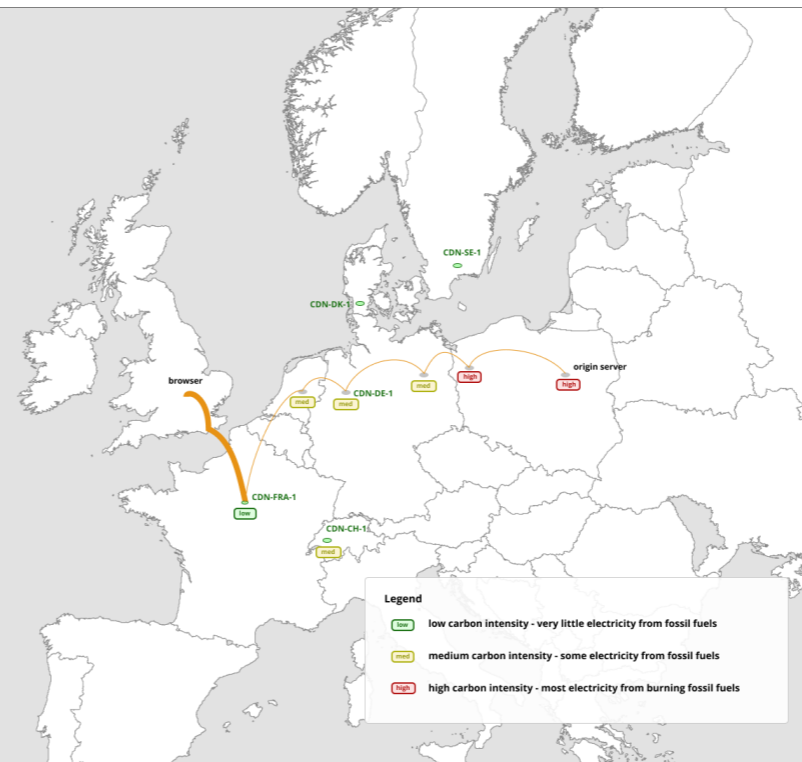 CDN-SE-1
CDN-DK-1
origin server
high
high
browser
med
med
med
CDN-DE-1
CDN-FRA-1
low
CDN-CH-1
med
Legend
low low carbon intensity - very little electricity from fossil fuels
med medium carbon intensity - some electricity from fossil fuels
high high carbon intensity - most electricity from burning fossil fuels